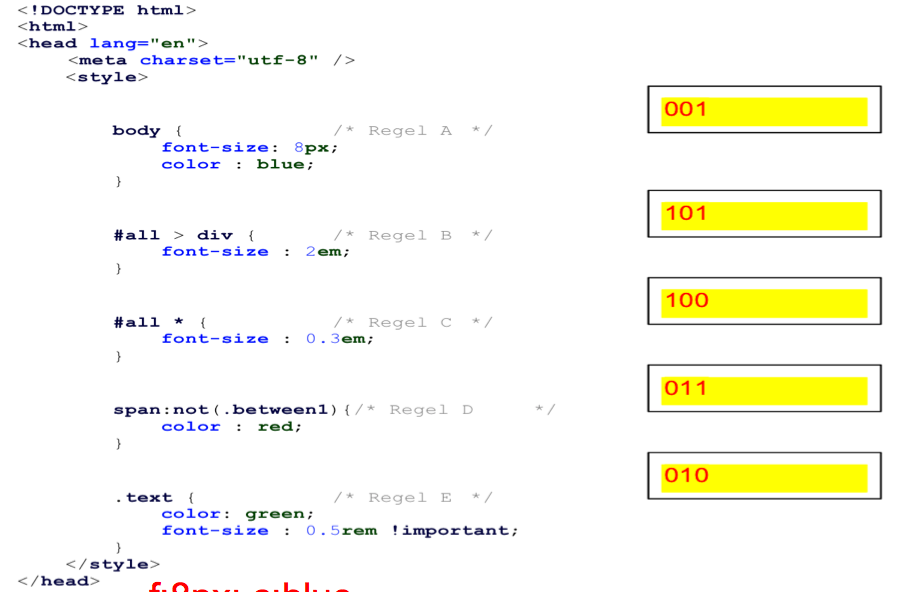 <!DOCTYPE html>
<html>
<head lang="en">
<meta charset="utf-8" />
<style>
001
body { /* Regel A */
font-size: 8px;
color : blue;
}
101
#all > div { /* Regel B */
font-size : 2em;
}
100
#all * { /* Regel C */
font-size : 0.3em;
}
011
span:not(.between1){/* Regel D */
color : red;
}
010
.text { /* Regel E */
color: green;
font-size : 0.5rem !important;
}
</style>
</head>